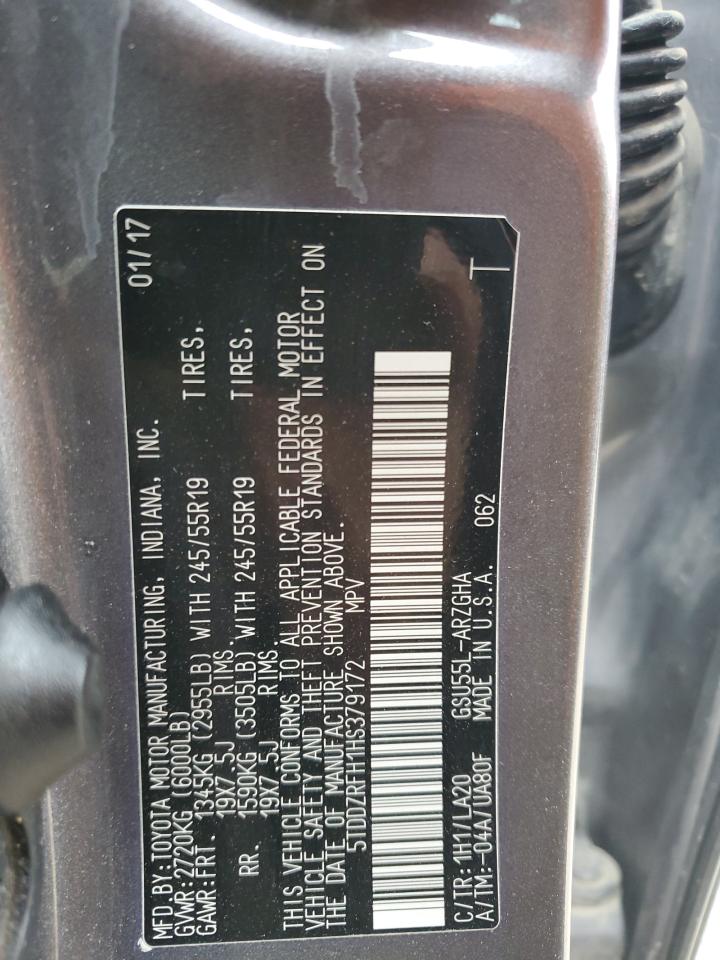 MFD.BY:TOYOTA MOTOR MANUFACTURING, INDIANA, INC. 01/17
GVWR:2720KG (6000LB)
GAWR:FRT. 1345KG (2955LB) WITH 245/55R19 TIRES,
19X7.5J RIMS.
RR. 1590KG (3505LB) WITH 245/55R19 TIRES,
19X7.5J RIMS.
THIS VEHICLE CONFORMS TO ALL APPLICABLE FEDERAL MOTOR
VEHICLE SAFETY AND THEFT PREVENTION STANDARDS IN EFFECT ON
THE DATE OF MANUFACTURE SHOWN ABOVE.
5TDDZRFH1HS379172 MPV
C/TR:1H1/LA20 GSU55L-ARZGHA
A/TM:-04A/UA80F MADE IN U.S.A. 062 T